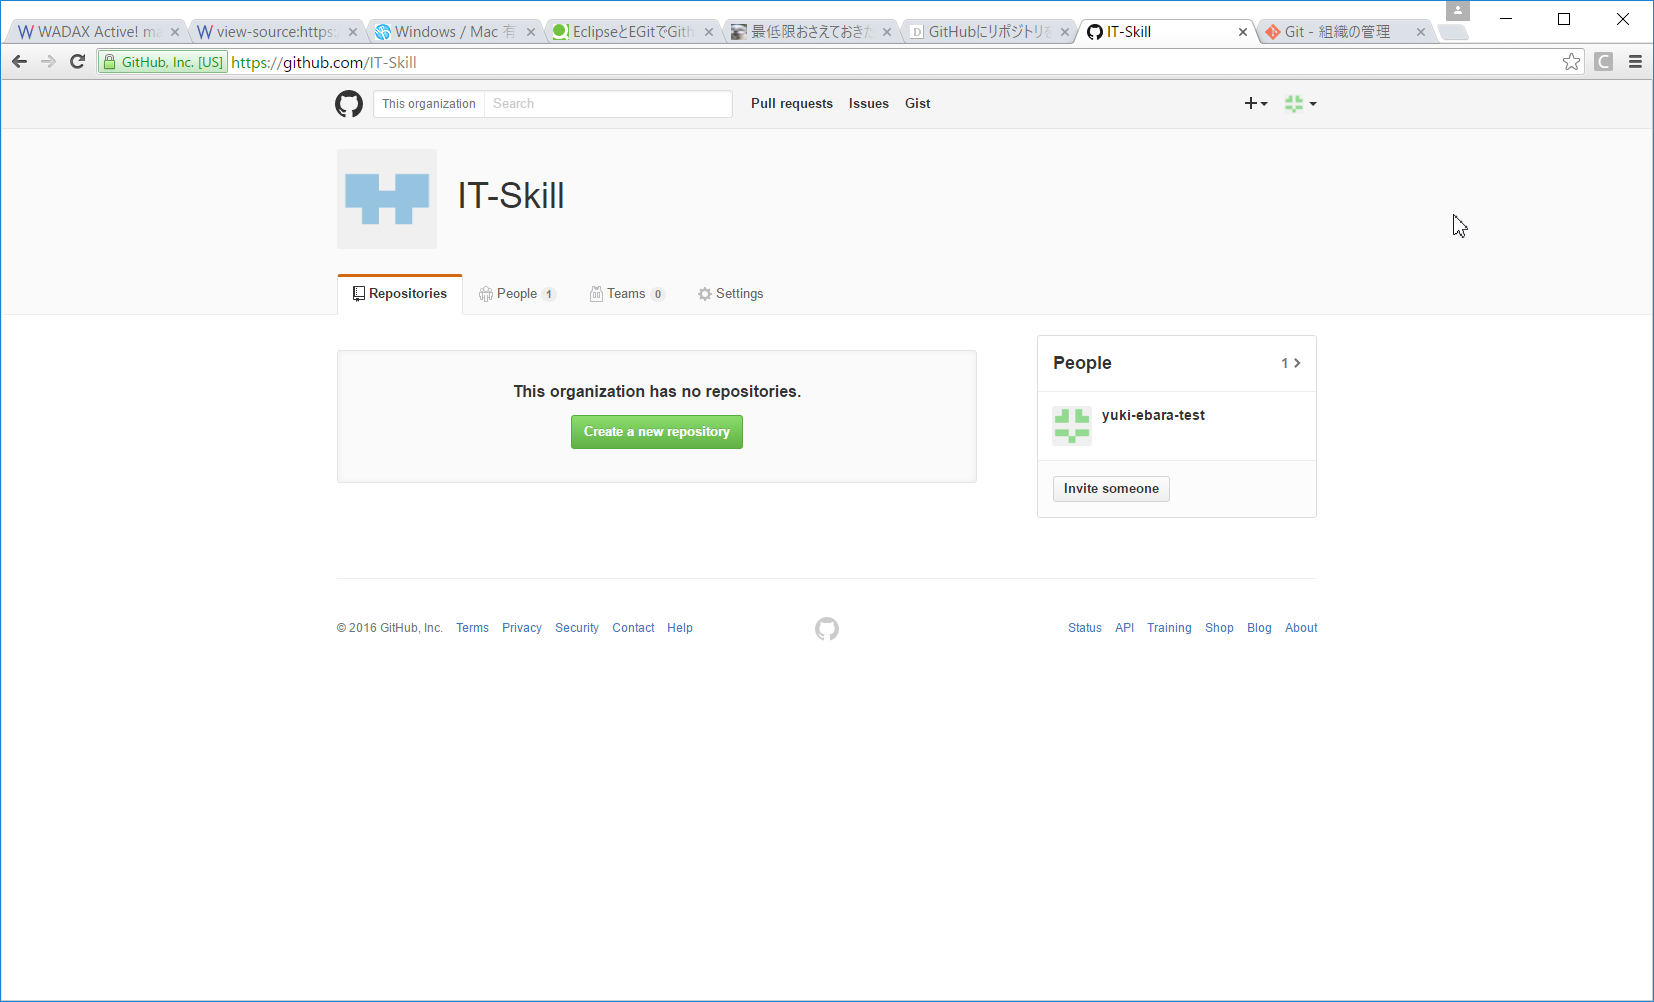 WADAX Active! ma
view-source:https:
Windows / Mac 有
EclipseとEGitでGith
最低限おさえておきた
GitHubにリポジトリを
IT-Skill
Git - 組織の管理
GitHub, Inc. [US]
https://github.com/IT-Skill
This organization
Search
Pull requests
Issues
Gist
IT-Skill
Repositories
People 1
Teams 0
Settings
This organization has no repositories.
Create a new repository
People
1
yuki-ebara-test
Invite someone
© 2016 GitHub, Inc.
Terms
Privacy
Security
Contact
Help
Status
API
Training
Shop
Blog
About